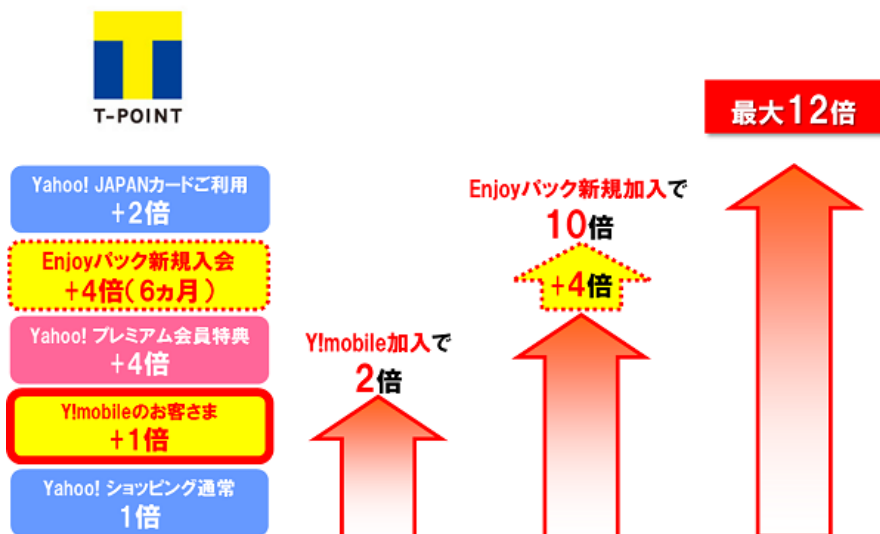 T-POINT
最大12倍
Yahoo! JAPANカードご利用
+2倍
Enjoyパック新規入会
+4倍(6ヵ月)
Yahoo! プレミアム会員特典
+4倍
Y!mobileのお客さま
+1倍
Yahoo! ショッピング通常
1倍
Y!mobile加入で
2倍
Enjoyパック新規加入で
10倍
+4倍